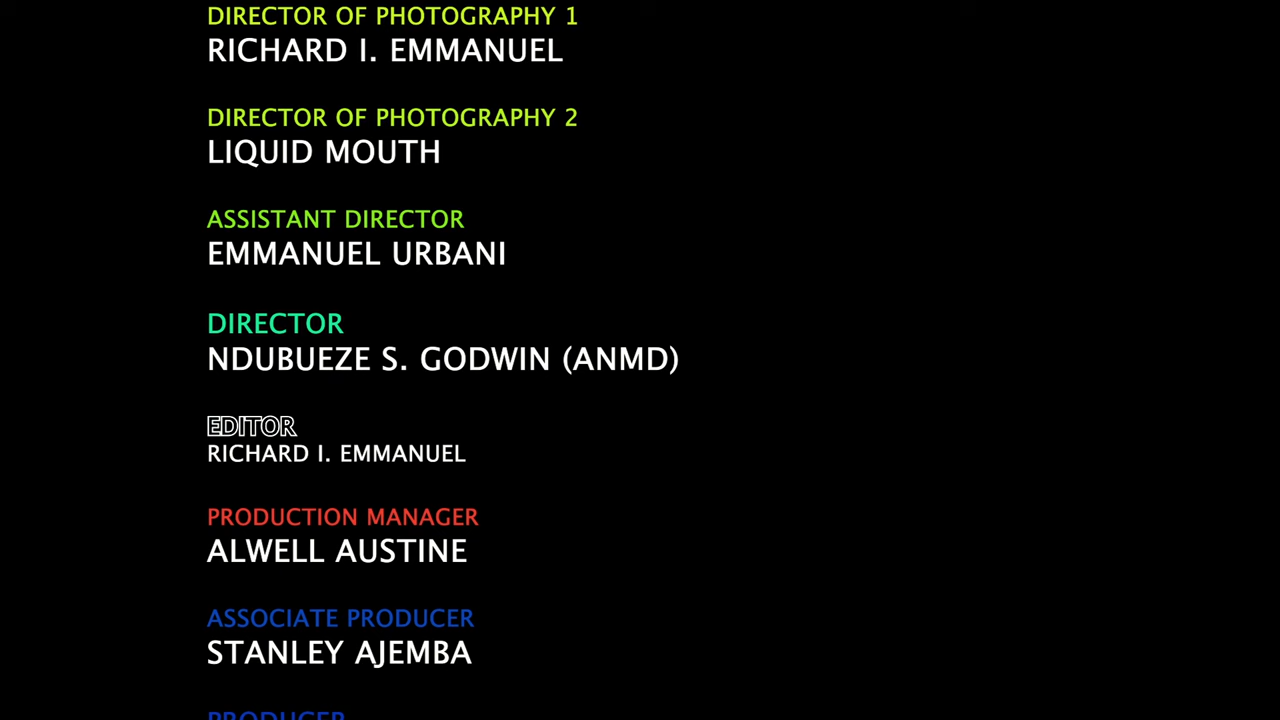 DIRECTOR OF PHOTOGRAPHY 1
RICHARD I. EMMANUEL
DIRECTOR OF PHOTOGRAPHY 2
LIQUID MOUTH
ASSISTANT DIRECTOR
EMMANUEL URBANI
DIRECTOR
NDUBUEZE S. GODWIN (ANMD)
EDITOR
RICHARD I. EMMANUEL
PRODUCTION MANAGER
ALWELL AUSTINE
ASSOCIATE PRODUCER
STANLEY AJEMBA
PRODUCER